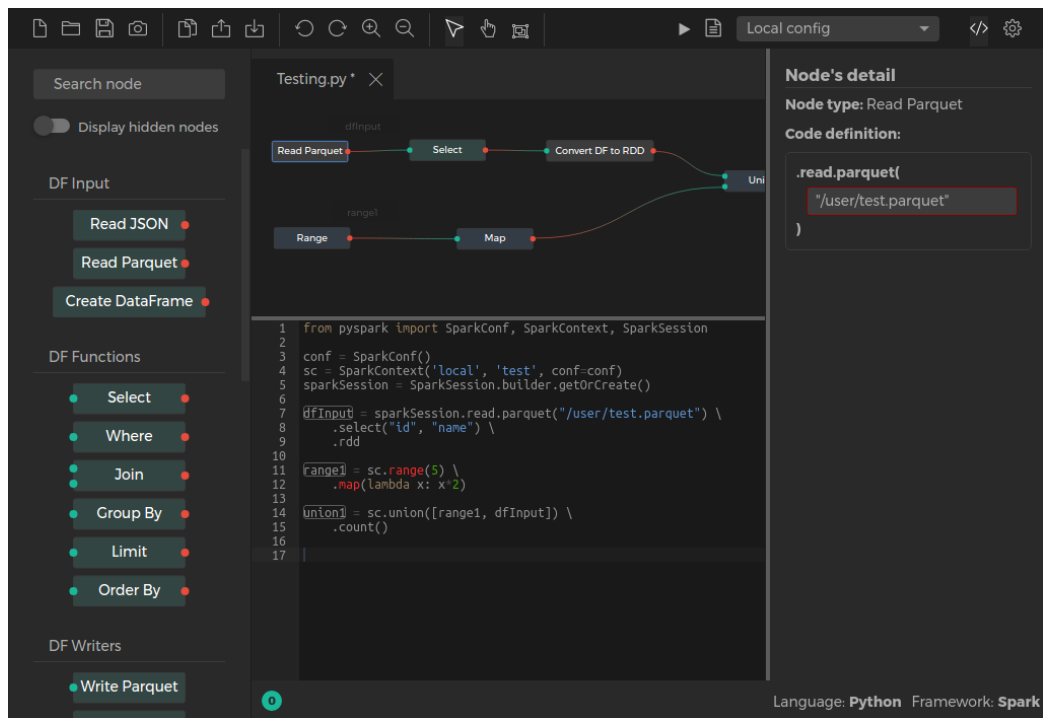 Local config
</>
Search node
Display hidden nodes
DF Input
Read JSON
Read Parquet
Create DataFrame
DF Functions
Select
Where
Join
Group By
Limit
Order By
DF Writers
Write Parquet
Testing.py *
dfInput
Read Parquet
Select
Convert DF to RDD
Uni
range1
Range
Map
1 from pyspark import SparkConf, SparkContext, SparkSession
2
3 conf = SparkConf()
4 sc = SparkContext('local', 'test', conf=conf)
5 sparkSession = SparkSession.builder.getOrCreate()
6
7 dfInput = sparkSession.read.parquet("/user/test.parquet") \
8     .select("id", "name") \
9     .rdd
10
11 range1 = sc.range(5) \
12     .map(lambda x: x*2)
13
14 union1 = sc.union([range1, dfInput]) \
15     .count()
16
17
Node's detail
Node type: Read Parquet
Code definition:
.read.parquet(
"/user/test.parquet"
)
0
Language: Python Framework: Spark